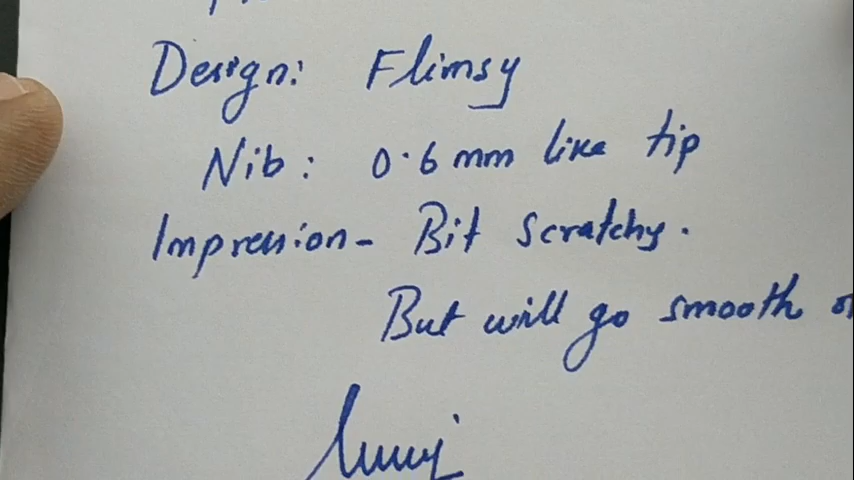 Design: Flimsy
Nib: 0.6 mm like tip
Impression - Bit scratchy.
But will go smooth